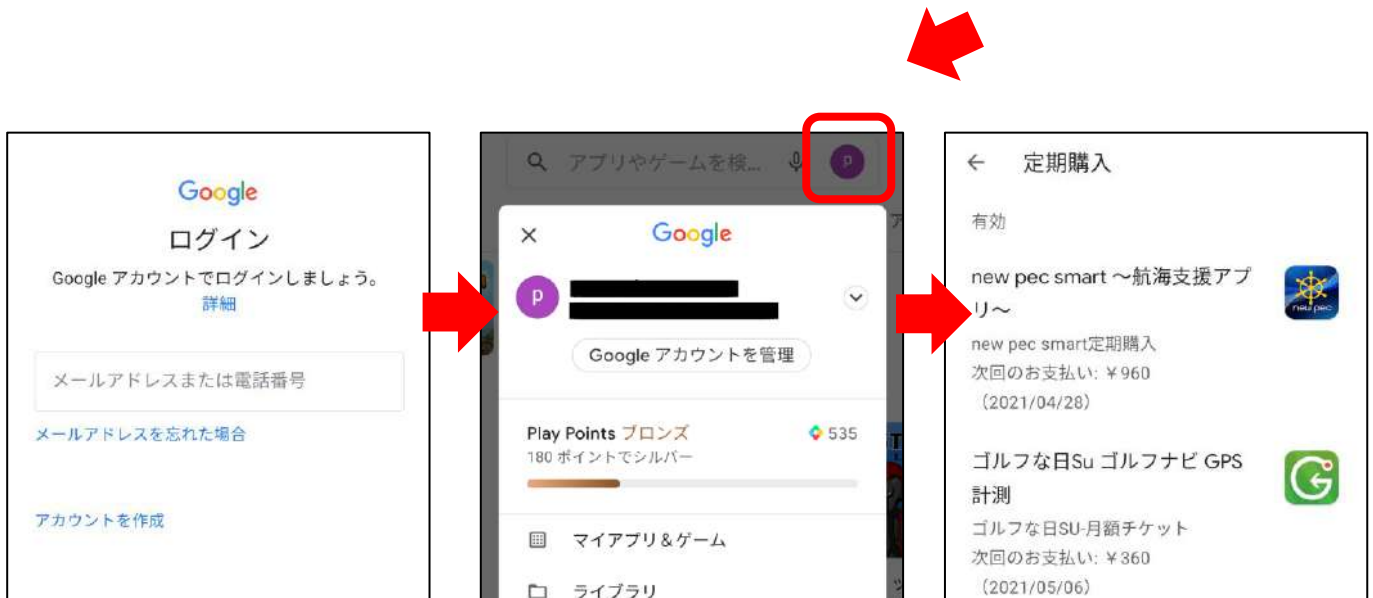 Google
ログイン
Google アカウントでログインしましょう。
詳細
メールアドレスまたは電話番号
メールアドレスを忘れた場合
アカウントを作成
アプリやゲームを検...
P
Google
P
Google アカウントを管理
Play Points ブロンズ
535
180 ポイントでシルバー
マイアプリ&ゲーム
ライブラリ
定期購入
有効
new pec smart 〜航海支援アプ
リ〜
new pec
new pec smart定期購入
次回のお支払い: ¥960
(2021/04/28)
ゴルフな日Su ゴルフナビ GPS
計測
G
ゴルフな日SU-月額チケット
次回のお支払い: ¥360
(2021/05/06)